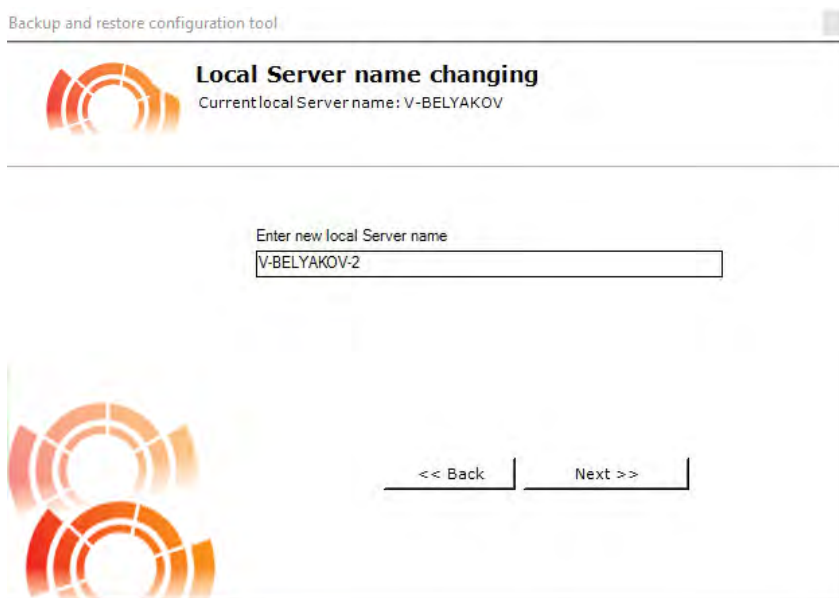 Backup and restore configuration tool
Local Server name changing
Current local Server name: V-BELYAKOV
Enter new local Server name
V-BELYAKOV-2
<< Back
Next >>